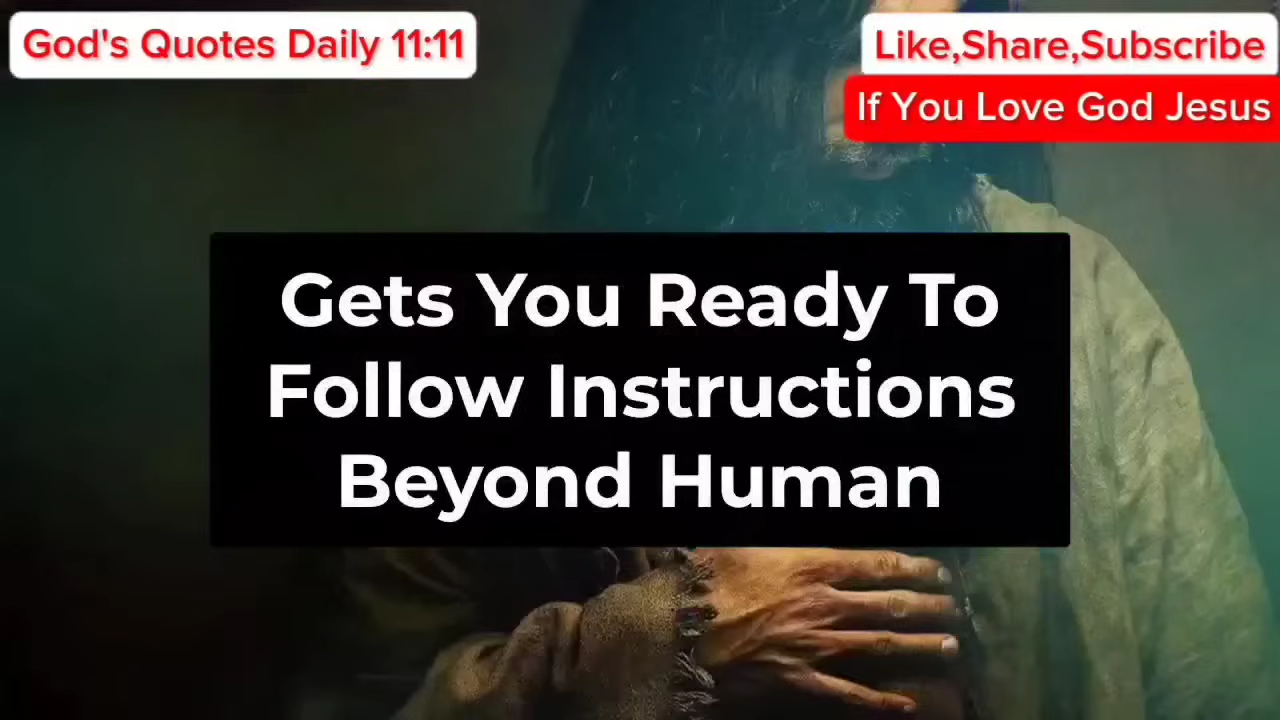 God's Quotes Daily 11:11
Like,Share,Subscribe
If You Love God Jesus
Gets You Ready To
Follow Instructions
Beyond Human